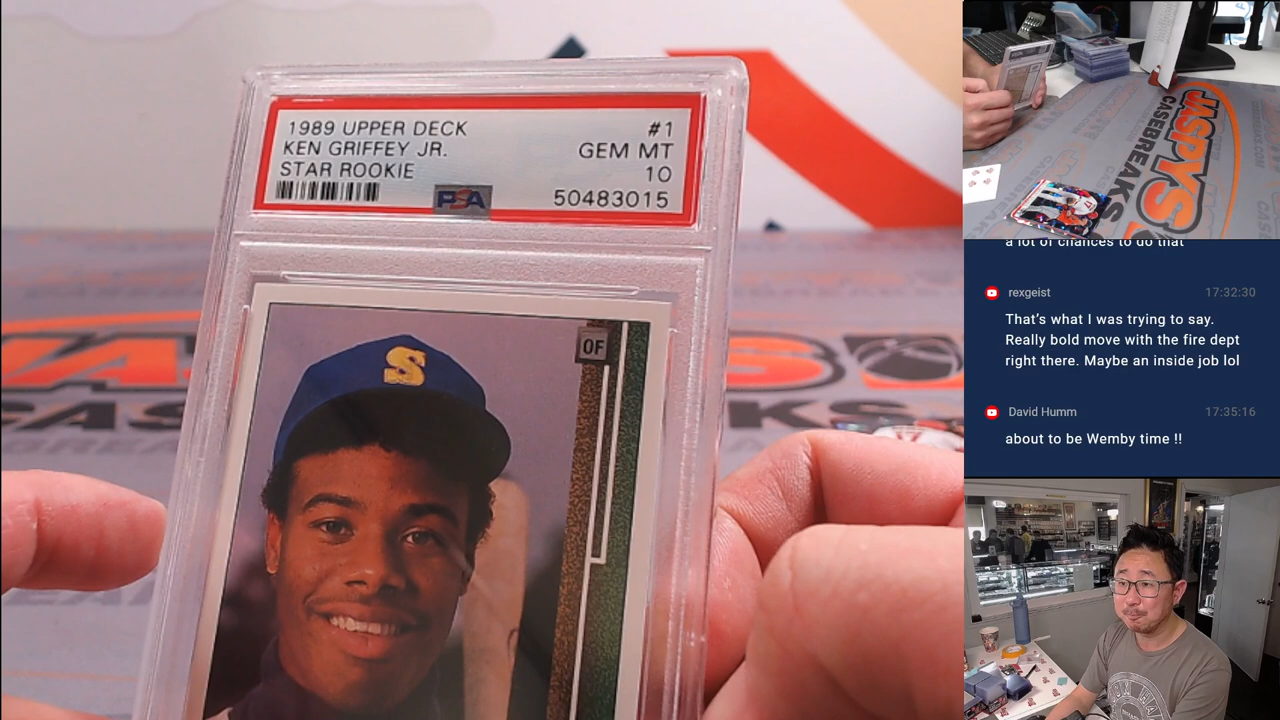 1989 UPPER DECK #1
KEN GRIFFEY JR. GEM MT
STAR ROOKIE 10
PSA 50483015
OF
S
JASPYS
CASEBREAKS
a lot of chances to do that
rexgeist 17:32:30
That's what I was trying to say.
Really bold move with the fire dept
right there. Maybe an inside job lol
David Humm 17:35:16
about to be Wemby time !!